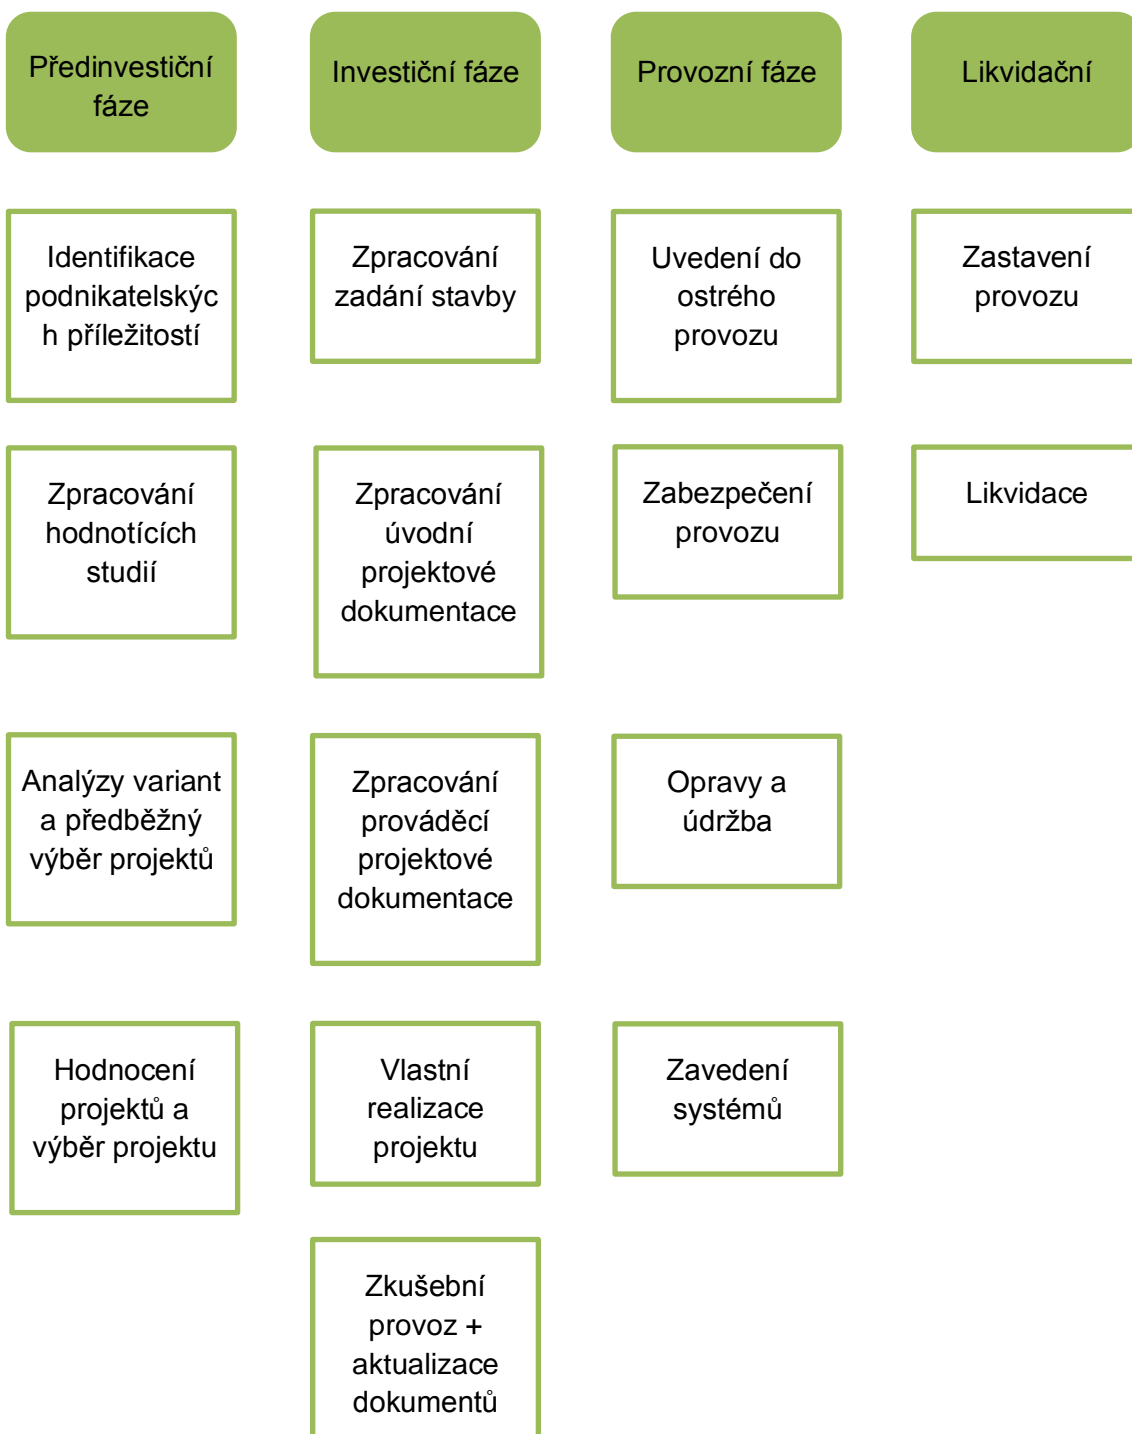 Předinvestiční
fáze
Investiční fáze
Provozní fáze
Likvidační
Identifikace
podnikatelskýc
h příležitostí
Zpracování
zadání stavby
Uvedení do
ostrého
provozu
Zastavení
provozu
Zpracování
hodnotících
studií
Zpracování
úvodní
projektové
dokumentace
Zabezpečení
provozu
Likvidace
Analýzy variant
a předběžný
výběr projektů
Zpracování
prováděcí
projektové
dokumentace
Opravy a
údržba
Hodnocení
projektů a
výběr projektu
Vlastní
realizace
projektu
Zavedení
systémů
Zkušební
provoz +
aktualizace
dokumentů